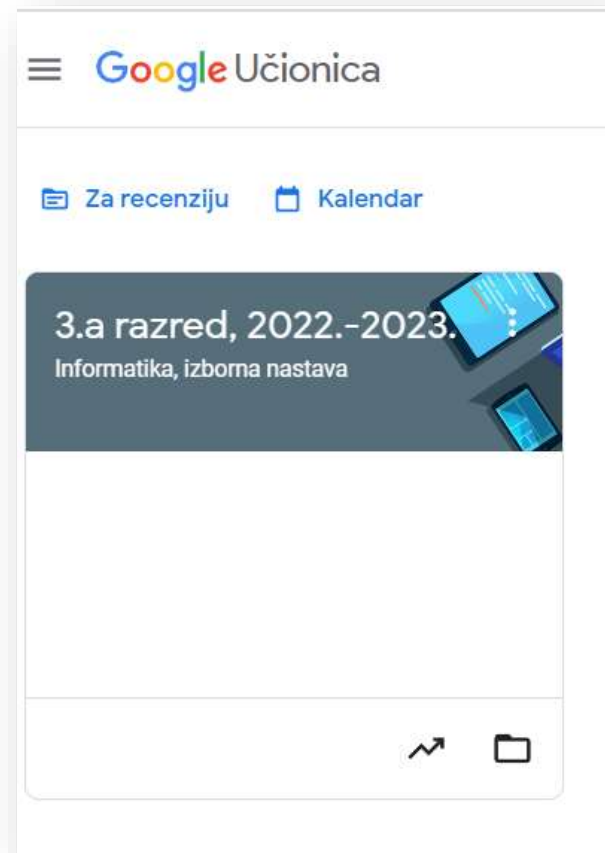 Google Učionica
Za recenziju Kalendar
3.a razred, 2022.-2023.
Informatika, izborna nastava